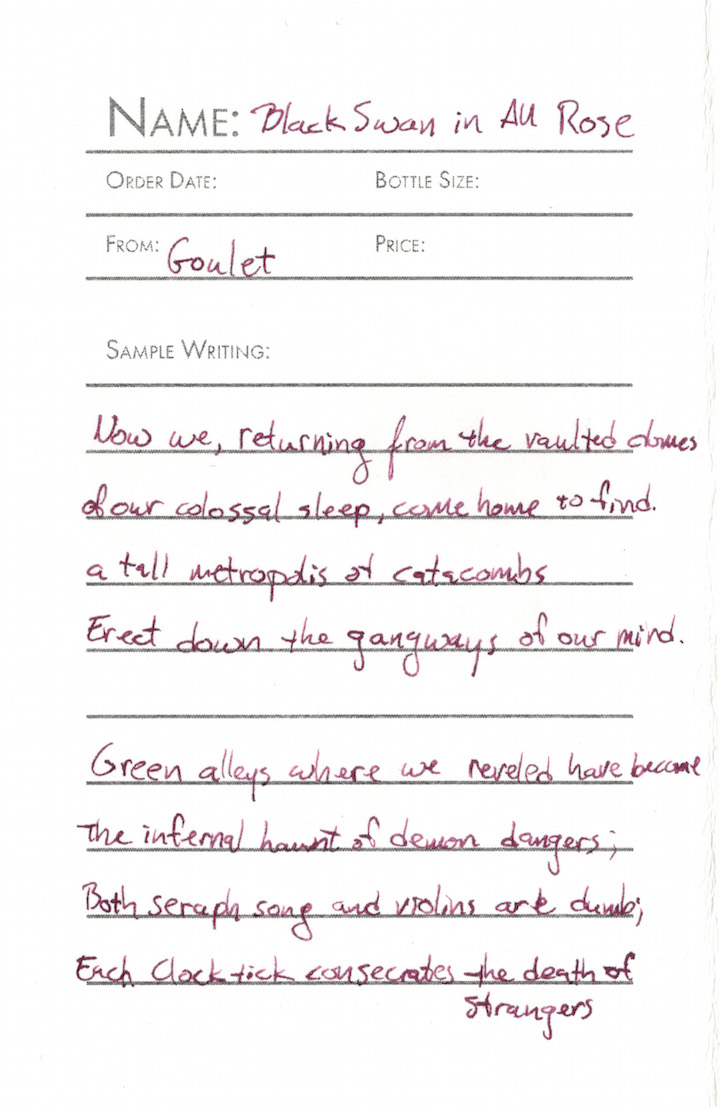 NAME: Black Swan in Au Rose
ORDER DATE: BOTTLE SIZE:
FROM: Goulet PRICE:
SAMPLE WRITING:
Now we, returning from the vaulted domes
of our colossal sleep, come home to find.
a tall metropolis of catacombs
Erect down the gangways of our mind.
Green alleys where we reveled have become
The infernal haunt of demon dangers;
Both seraph song and violins are dumb;
Each Clock tick consecrates the death of
strangers